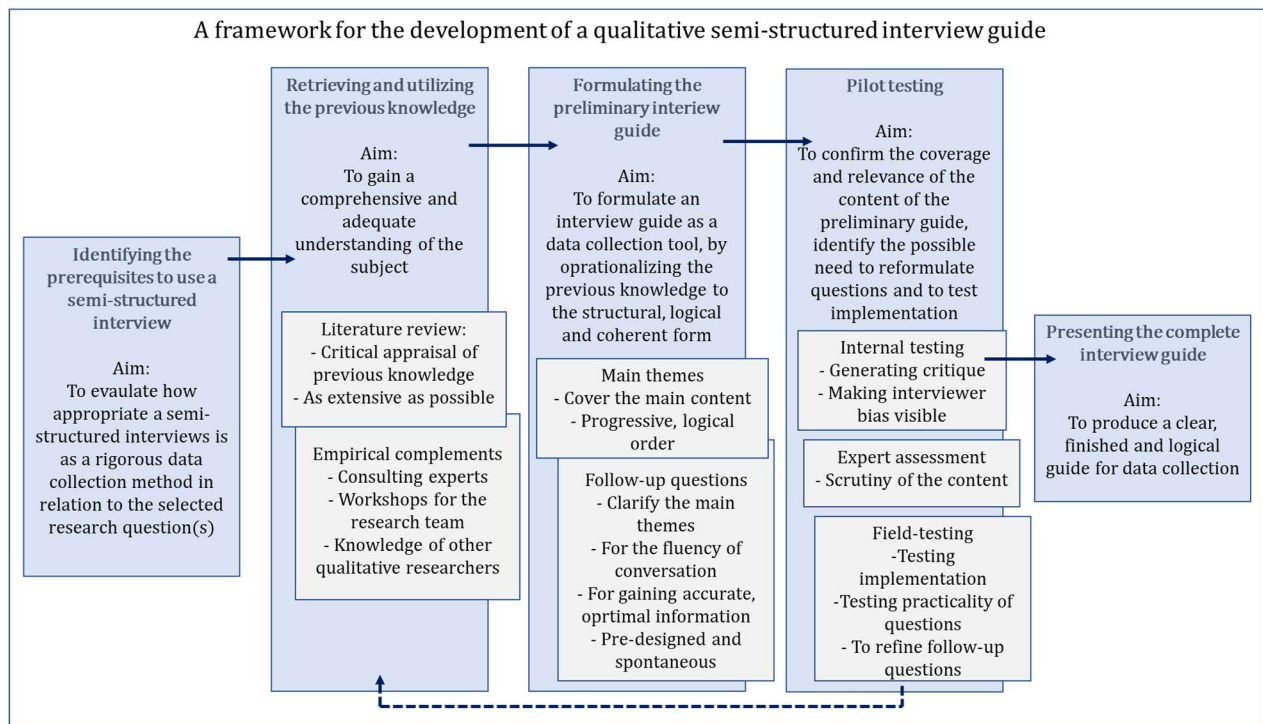 A framework for the development of a qualitative semi-structured interview guide
Identifying the
prerequisites to use a
semi-structured
interview
Aim:
To evaulate how
appropriate a semi-
structured interviews is
as a rigorous data
collection method in
relation to the selected
research question(s)
Retrieving and utilizing
the previous knowledge
Aim:
To gain a
comprehensive and
adequate
understanding of the
subject
Literature review:
- Critical appraisal of
previous knowledge
- As extensive as possible
Empirical complements
- Consulting experts
- Workshops for the
research team
- Knowledge of other
qualitative researchers
Formulating the
preliminary interiew
guide
Aim:
To formulate an
interview guide as a
data collection tool, by
oprationalizing the
previous knowledge to
the structural, logical
and coherent form
Main themes
- Cover the main content
- Progressive, logical
order
Follow-up questions
- Clarify the main
themes
- For the fluency of
conversation
- For gaining accurate,
oprtimal information
- Pre-designed and
spontaneous
Pilot testing
Aim:
To confirm the coverage
and relevance of the
content of the
preliminary guide,
identify the possible
need to reformulate
questions and to test
implementation
Internal testing
- Generating critique
- Making interviewer
bias visible
Expert assessment
- Scrutiny of the content
Field-testing
-Testing
implementation
-Testing practicality of
questions
- To refine follow-up
questions
Presenting the complete
interview guide
Aim:
To produce a clear,
finished and logical
guide for data collection